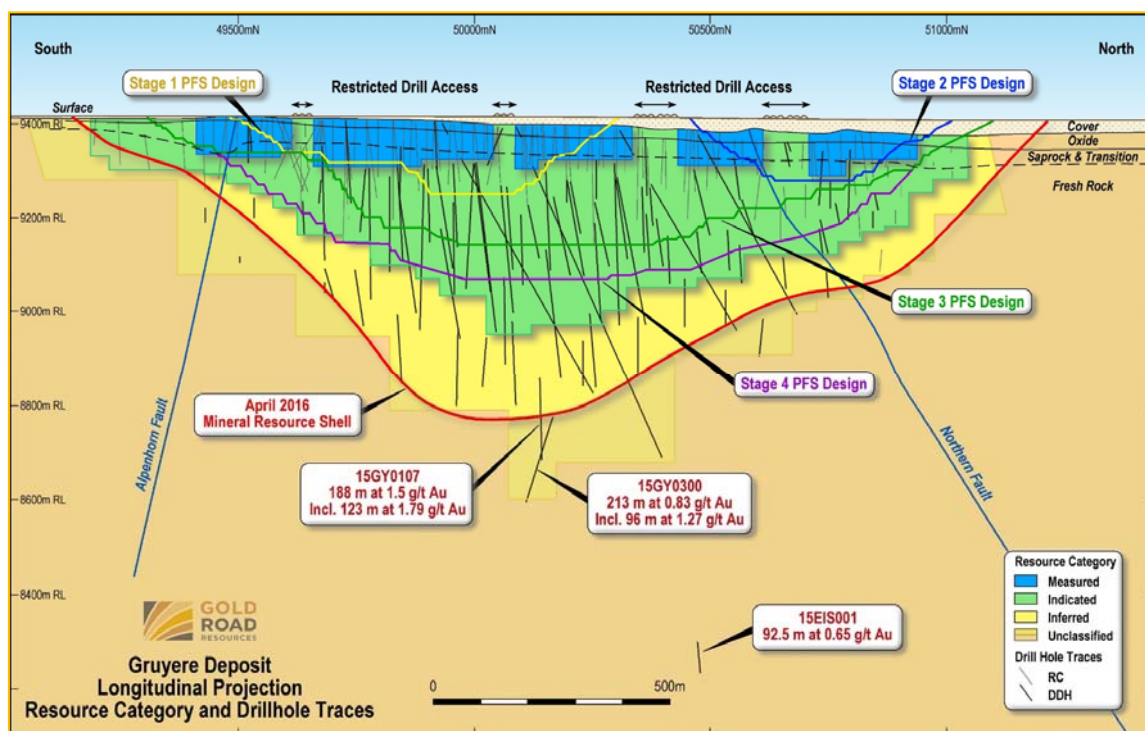 49500mN
50000mN
50500mN
51000mN
South
North
Stage 1 PFS Design
Restricted Drill Access
Restricted Drill Access
Stage 2 PFS Design
Surface
9400m RL
Cover
Oxide
Saprock & Transition
Fresh Rock
9200m RL
9000m RL
Stage 3 PFS Design
Stage 4 PFS Design
8800m RL
April 2016
Mineral Resource Shell
Alpenhorn Fault
Northern Fault
15GY0107
188 m at 1.5 g/t Au
Incl. 123 m at 1.79 g/t Au
15GY0300
213 m at 0.83 g/t Au
Incl. 96 m at 1.27 g/t Au
8600m RL
8400m RL
Resource Category
Measured
Indicated
Inferred
Unclassified
Drill Hole Traces
RC
DDH
15EIS001
92.5 m at 0.65 g/t Au
GOLD
ROAD
RESOURCES
Gruyere Deposit
Longitudinal Projection
Resource Category and Drillhole Traces
0
500m